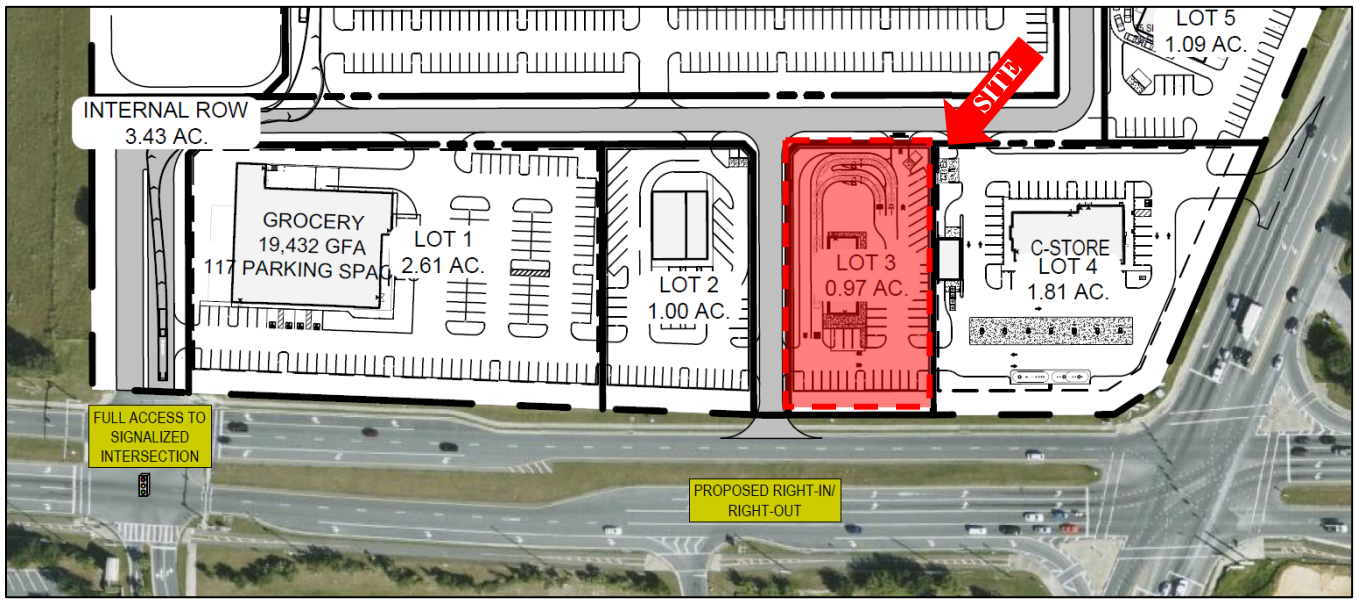 LOT 5
1.09 AC.
SITE
INTERNAL ROW
3.43 AC.
GROCERY
19,432 GFA
117 PARKING SPAC
LOT 1
2.61 AC.
LOT 2
1.00 AC.
LOT 3
0.97 AC.
C-STORE
LOT 4
1.81 AC.
FULL ACCESS TO
SIGNALIZED
INTERSECTION
PROPOSED RIGHT-IN/
RIGHT-OUT